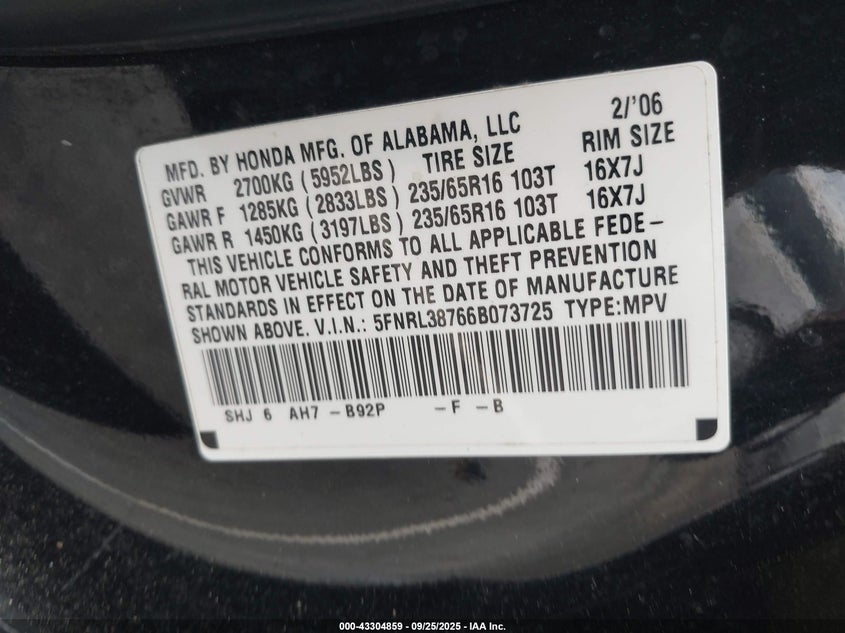 MFD. BY HONDA MFG. OF ALABAMA, LLC 2/'06
GVWR 2700KG (5952LBS) TIRE SIZE RIM SIZE
GAWR F 1285KG (2833LBS) 235/65R16 103T 16X7J
GAWR R 1450KG (3197LBS) 235/65R16 103T 16X7J
THIS VEHICLE CONFORMS TO ALL APPLICABLE FEDE-
RAL MOTOR VEHICLE SAFETY AND THEFT PREVENTION
STANDARDS IN EFFECT ON THE DATE OF MANUFACTURE
SHOWN ABOVE. V.I.N.: 5FNRL38766B073725 TYPE:MPV
SHJ 6 AH7 -B92P -F -B
000-43304859 - 09/25/2025 - IAA Inc.